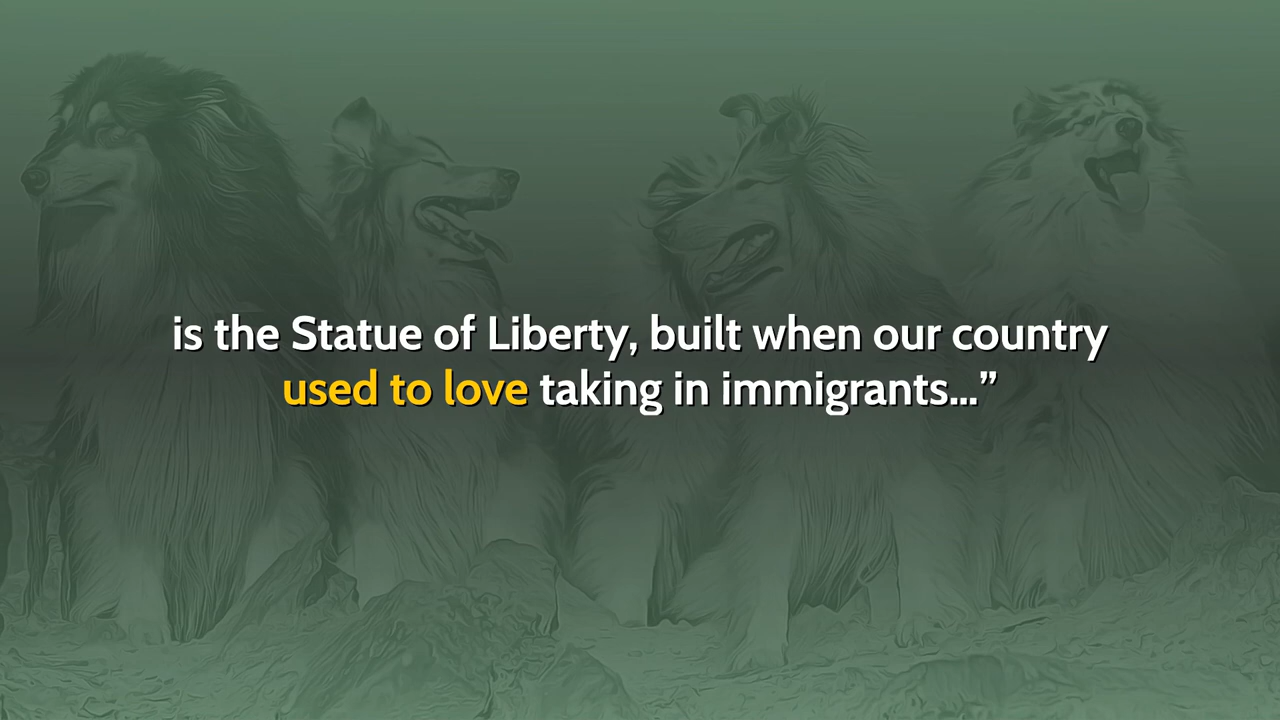 is the Statue of Liberty, built when our country
used to love taking in immigrants...”